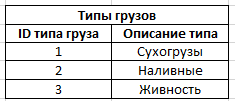 Типы грузов
ID типа груза Описание типа
1 Сухогрузы
2 Наливные
3 Живность